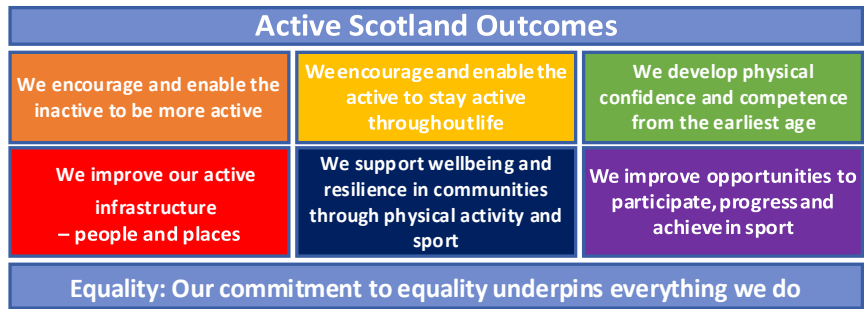 Active Scotland Outcomes
We encourage and enable the
inactive to be more active
We encourage and enable the
active to stay active
throughout life
We develop physical
confidence and competence
from the earliest age
We improve our active
infrastructure
– people and places
We support wellbeing and
resilience in communities
through physical activity and
sport
We improve opportunities to
participate, progress and
achieve in sport
Equality: Our commitment to equality underpins everything we do